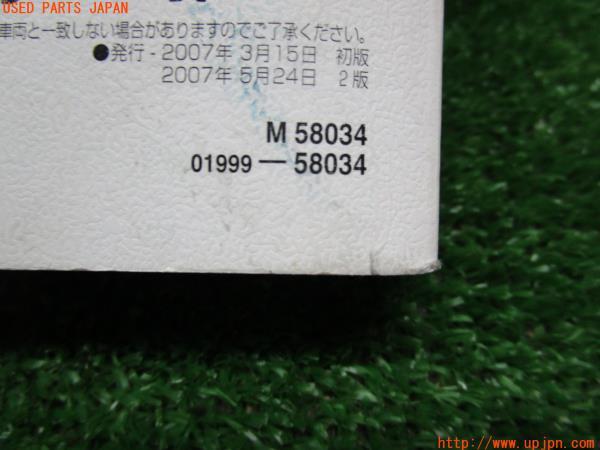 USED PARTS JAPAN
車両と一致しない場合がありますのでご了承ください。
●発行-2007年 3月15日 初版
2007年 5月24日 2版
M 58034
01999-58034
http://www.upjpn.com/